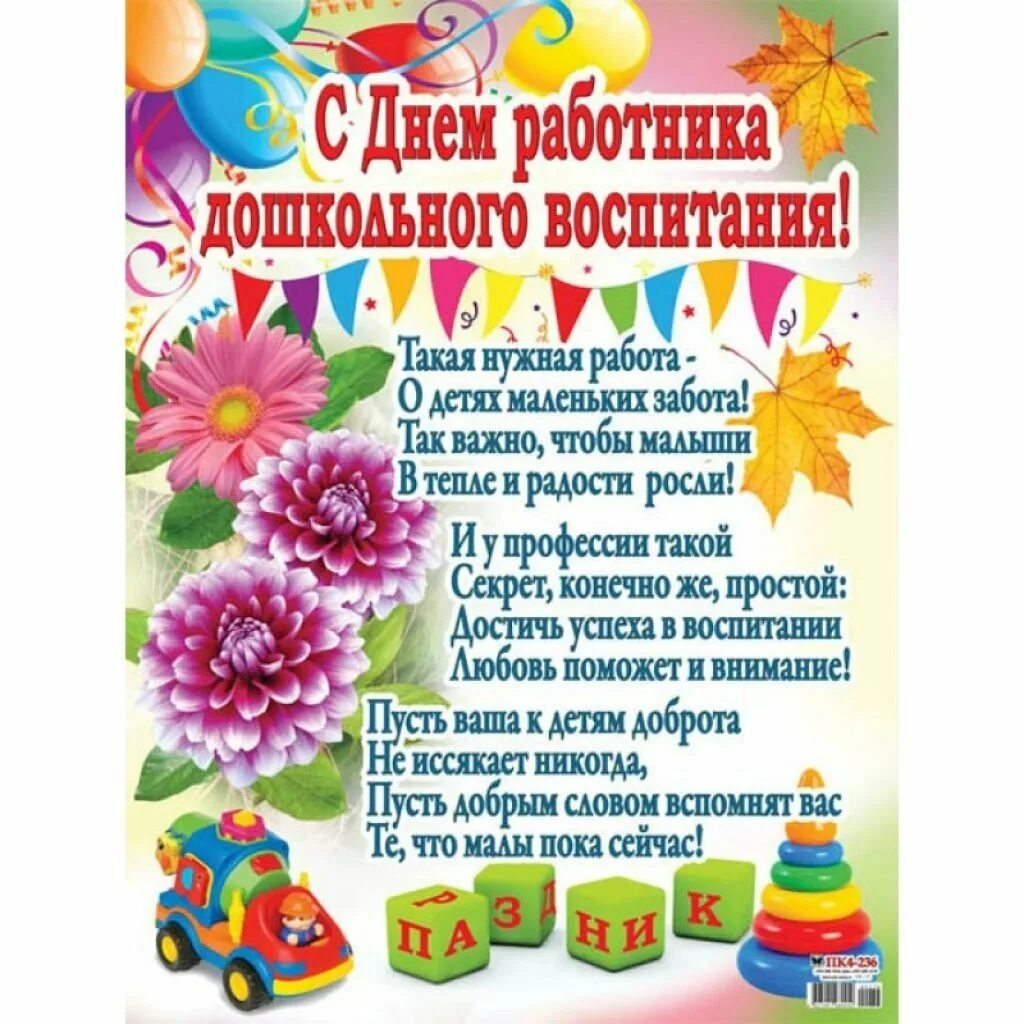 С Днем работника
дошкольного воспитания!
Такая нужная работа -
О детях маленьких забота!
Так важно, чтобы малыши
В тепле и радости росли!
И у профессии такой
Секрет, конечно же, простой:
Достичь успеха в воспитании
Любовь поможет и внимание!
Пусть ваша к детям доброта
Не иссякает никогда,
Пусть добрым словом вспомнят вас
Те, что малы пока сейчас!
П Р А З Д Н И К
ПК4-236